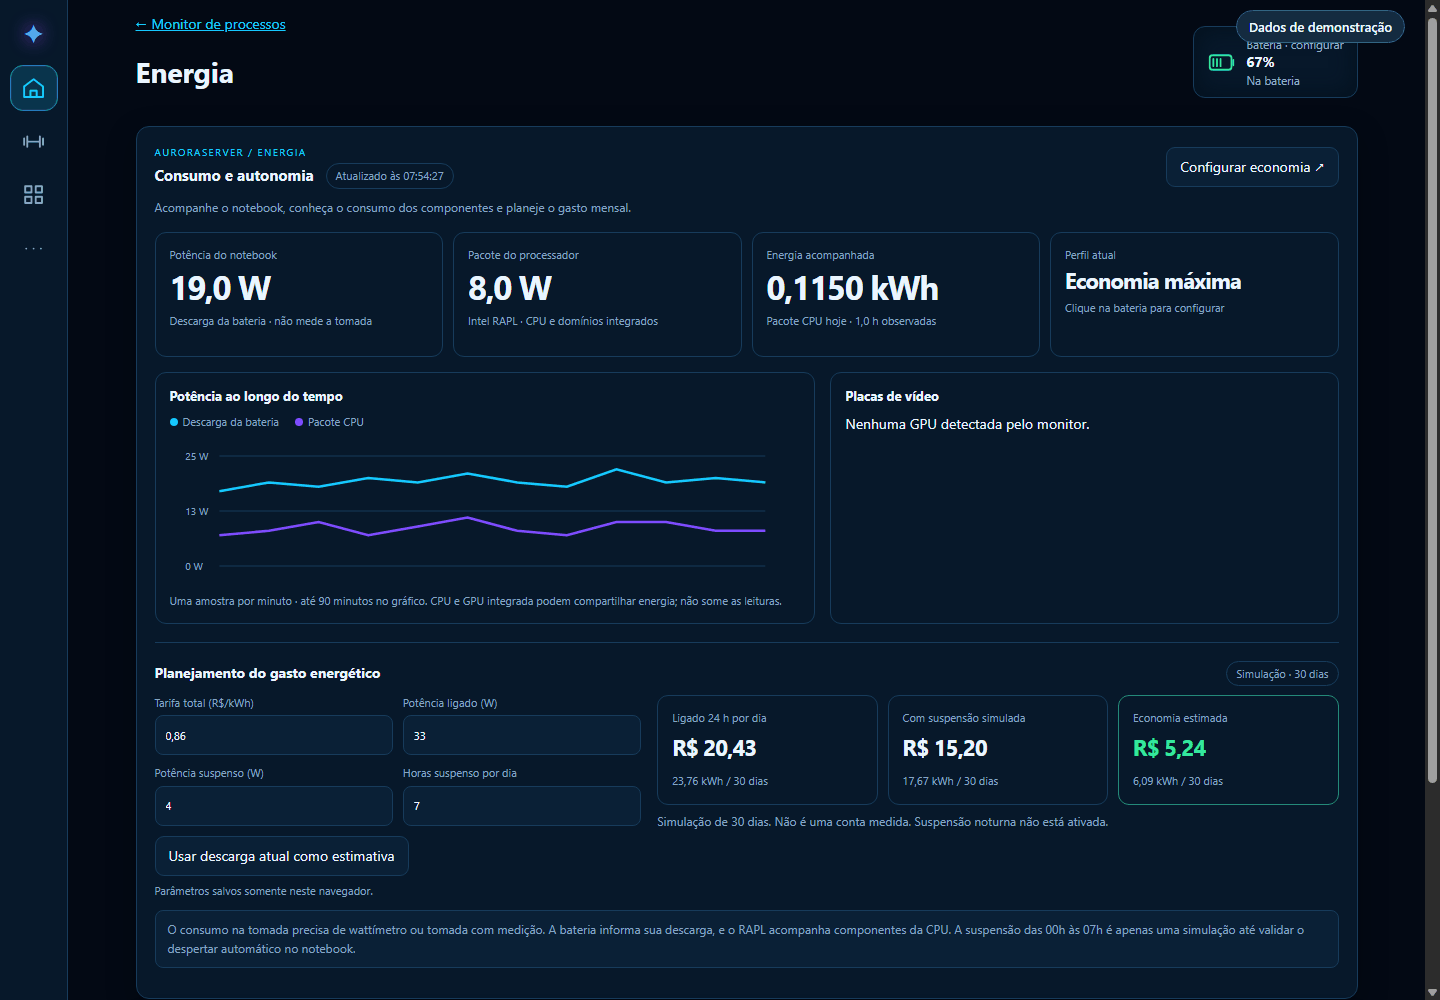 ← Monitor de processos
Dados de demonstração
Energia
Bateria · configurar
67%
Na bateria
AURORASERVER / ENERGIA
Consumo e autonomia
Atualizado às 07:54:27
Configurar economia ↗
Acompanhe o notebook, conheça o consumo dos componentes e planeje o gasto mensal.
Potência do notebook
19,0 W
Descarga da bateria · não mede a tomada
Pacote do processador
8,0 W
Intel RAPL · CPU e domínios integrados
Energia acompanhada
0,1150 kWh
Pacote CPU hoje · 1,0 h observadas
Perfil atual
Economia máxima
Clique na bateria para configurar
Potência ao longo do tempo
Descarga da bateria
Pacote CPU
25 W
13 W
0 W
Uma amostra por minuto · até 90 minutos no gráfico. CPU e GPU integrada podem compartilhar energia; não some as leituras.
Placas de vídeo
Nenhuma GPU detectada pelo monitor.
Planejamento do gasto energético
Simulação · 30 dias
Tarifa total (R$/kWh)
0,86
Potência ligado (W)
33
Potência suspenso (W)
4
Horas suspenso por dia
7
Usar descarga atual como estimativa
Parâmetros salvos somente neste navegador.
Ligado 24 h por dia
R$ 20,43
23,76 kWh / 30 dias
Com suspensão simulada
R$ 15,20
17,67 kWh / 30 dias
Economia estimada
R$ 5,24
6,09 kWh / 30 dias
Simulação de 30 dias. Não é uma conta medida. Suspensão noturna não está ativada.
O consumo na tomada precisa de wattímetro ou tomada com medição. A bateria informa sua descarga, e o RAPL acompanha componentes da CPU. A suspensão das 00h às 07h é apenas uma simulação até validar o
despertar automático no notebook.